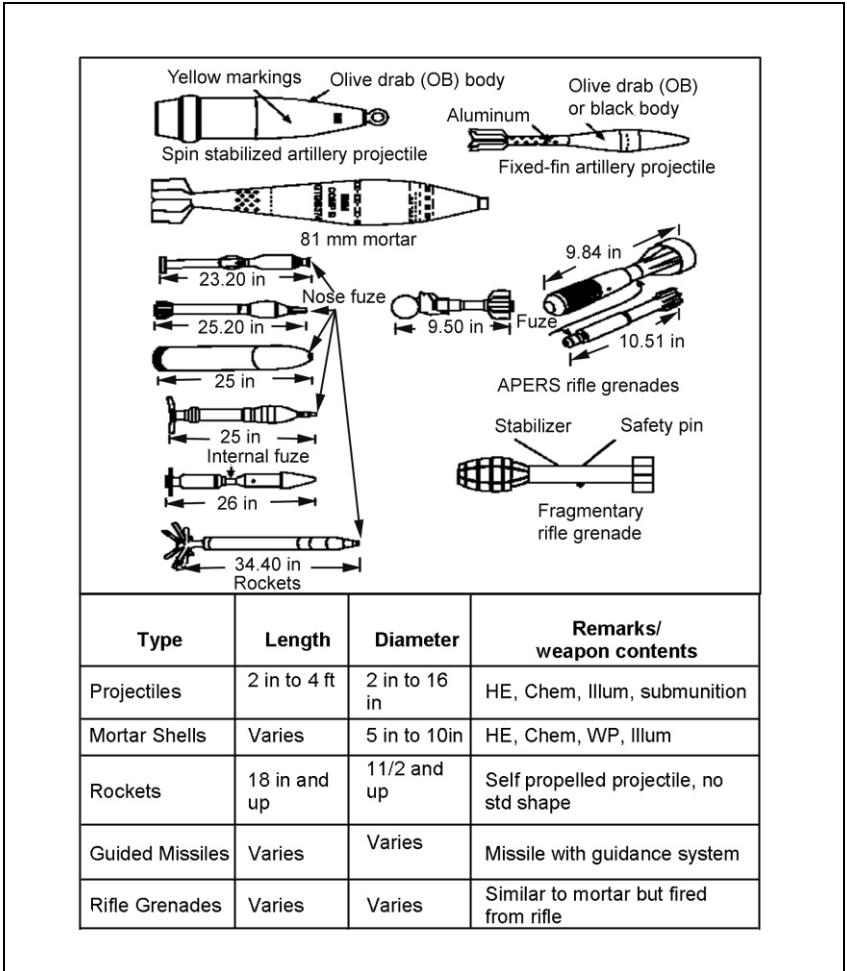 Yellow markings
Olive drab (OB) body
Spin stabilized artillery projectile
Olive drab (OB)
or black body
Aluminum
Fixed-fin artillery projectile
81 mm mortar
23.20 in
Nose fuze
25.20 in
25 in
25 in
Internal fuze
26 in
34.40 in
Rockets
9.50 in
9.84 in
Fuze
10.51 in
APERS rifle grenades
Stabilizer
Safety pin
Fragmentary
rifle grenade
Type Length Diameter Remarks/
weapon contents
Projectiles 2 in to 4 ft 2 in to 16
in HE, Chem, Illum, submunition
Mortar Shells Varies 5 in to 10in HE, Chem, WP, Illum
Rockets 18 in and
up 11/2 and
up Self propelled projectile, no
std shape
Guided Missiles Varies Varies Missile with guidance system
Rifle Grenades Varies Varies Similar to mortar but fired
from rifle